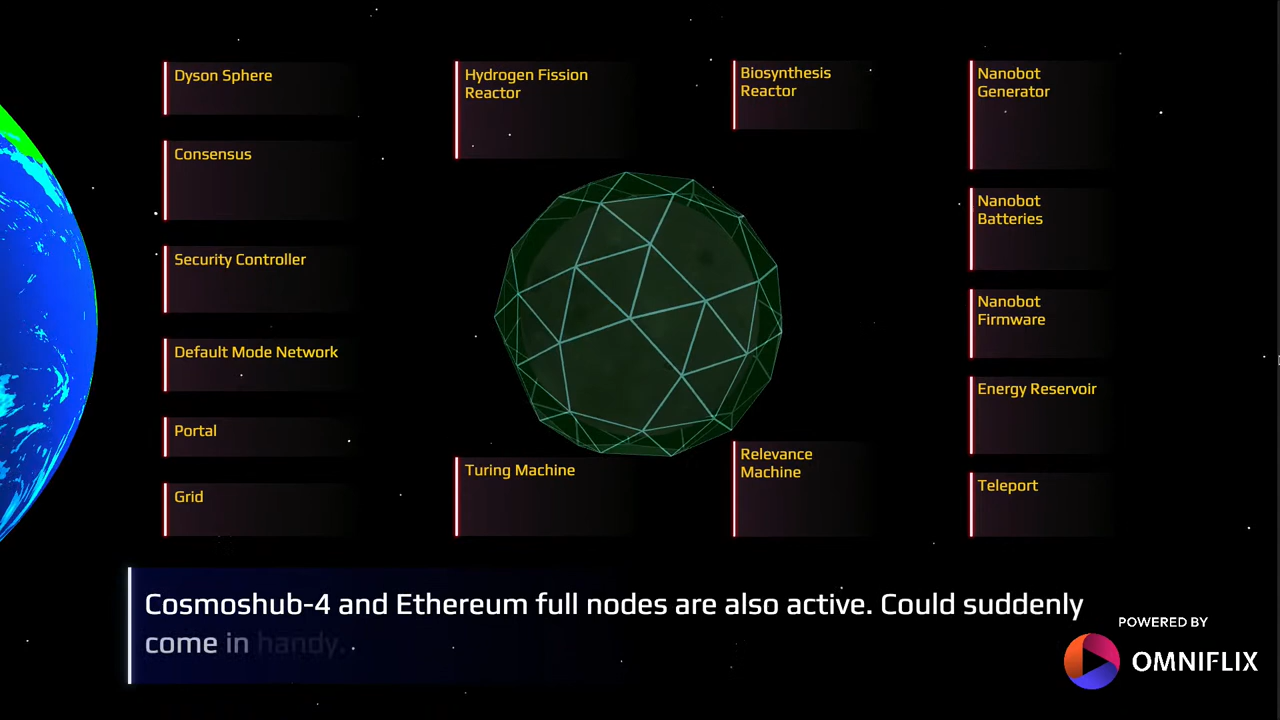 Dyson Sphere
Consensus
Security Controller
Default Mode Network
Portal
Grid
Hydrogen Fission
Reactor
Turing Machine
Biosynthesis
Reactor
Relevance
Machine
Nanobot
Generator
Nanobot
Batteries
Nanobot
Firmware
Energy Reservoir
Teleport
Cosmoshub-4 and Ethereum full nodes are also active. Could suddenly
come in handy.
POWERED BY
OMNIFLIX